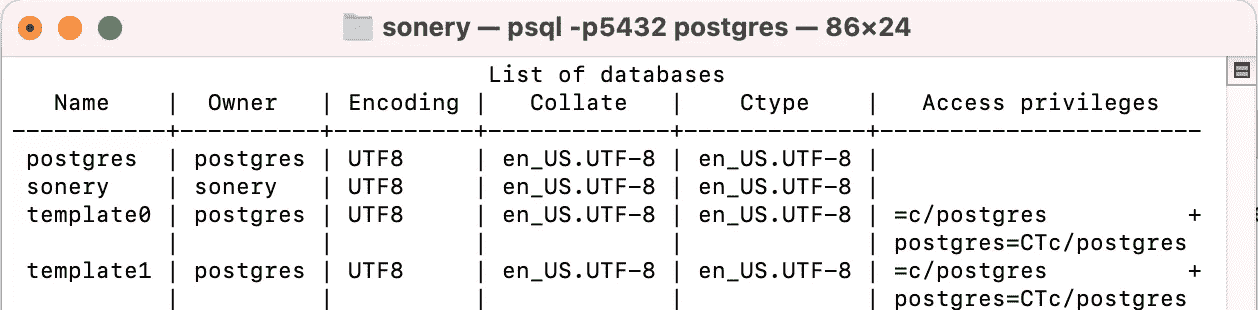 sonery — psql -p5432 postgres — 86×24
List of databases
Name | Owner | Encoding | Collate | Ctype | Access privileges
-----------+----------+----------+-------------+-------------+-----------------------
postgres | postgres | UTF8 | en_US.UTF-8 | en_US.UTF-8 |
sonery | sonery | UTF8 | en_US.UTF-8 | en_US.UTF-8 |
template0 | postgres | UTF8 | en_US.UTF-8 | en_US.UTF-8 | =c/postgres +
| | | | | postgres=CTc/postgres
template1 | postgres | UTF8 | en_US.UTF-8 | en_US.UTF-8 | =c/postgres +
| | | | | postgres=CTc/postgres